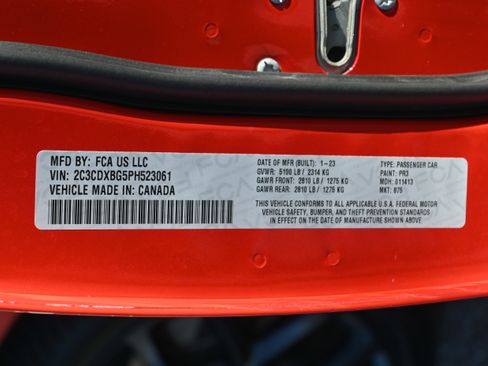 MFD BY: FCA US LLC
VIN: 2C3CDXBG5PH523061
VEHICLE MADE IN: CANADA
DATE OF MFR (BUILT): 1-23
GVWR: 5100 LB / 2314 KG
GAWR FRONT: 2810 LB / 1275 KG
GAWR REAR: 2810 LB / 1275 KG
TYPE: PASSENGER CAR
PAINT: PR3
MDH: 011413
MKT: 875
THIS VEHICLE CONFORMS TO ALL APPLICABLE U.S.A. FEDERAL MOTOR
VEHICLE SAFETY, BUMPER, AND THEFT PREVENTION STANDARDS
IN EFFECT ON THE DATE OF MANUFACTURE SHOWN ABOVE